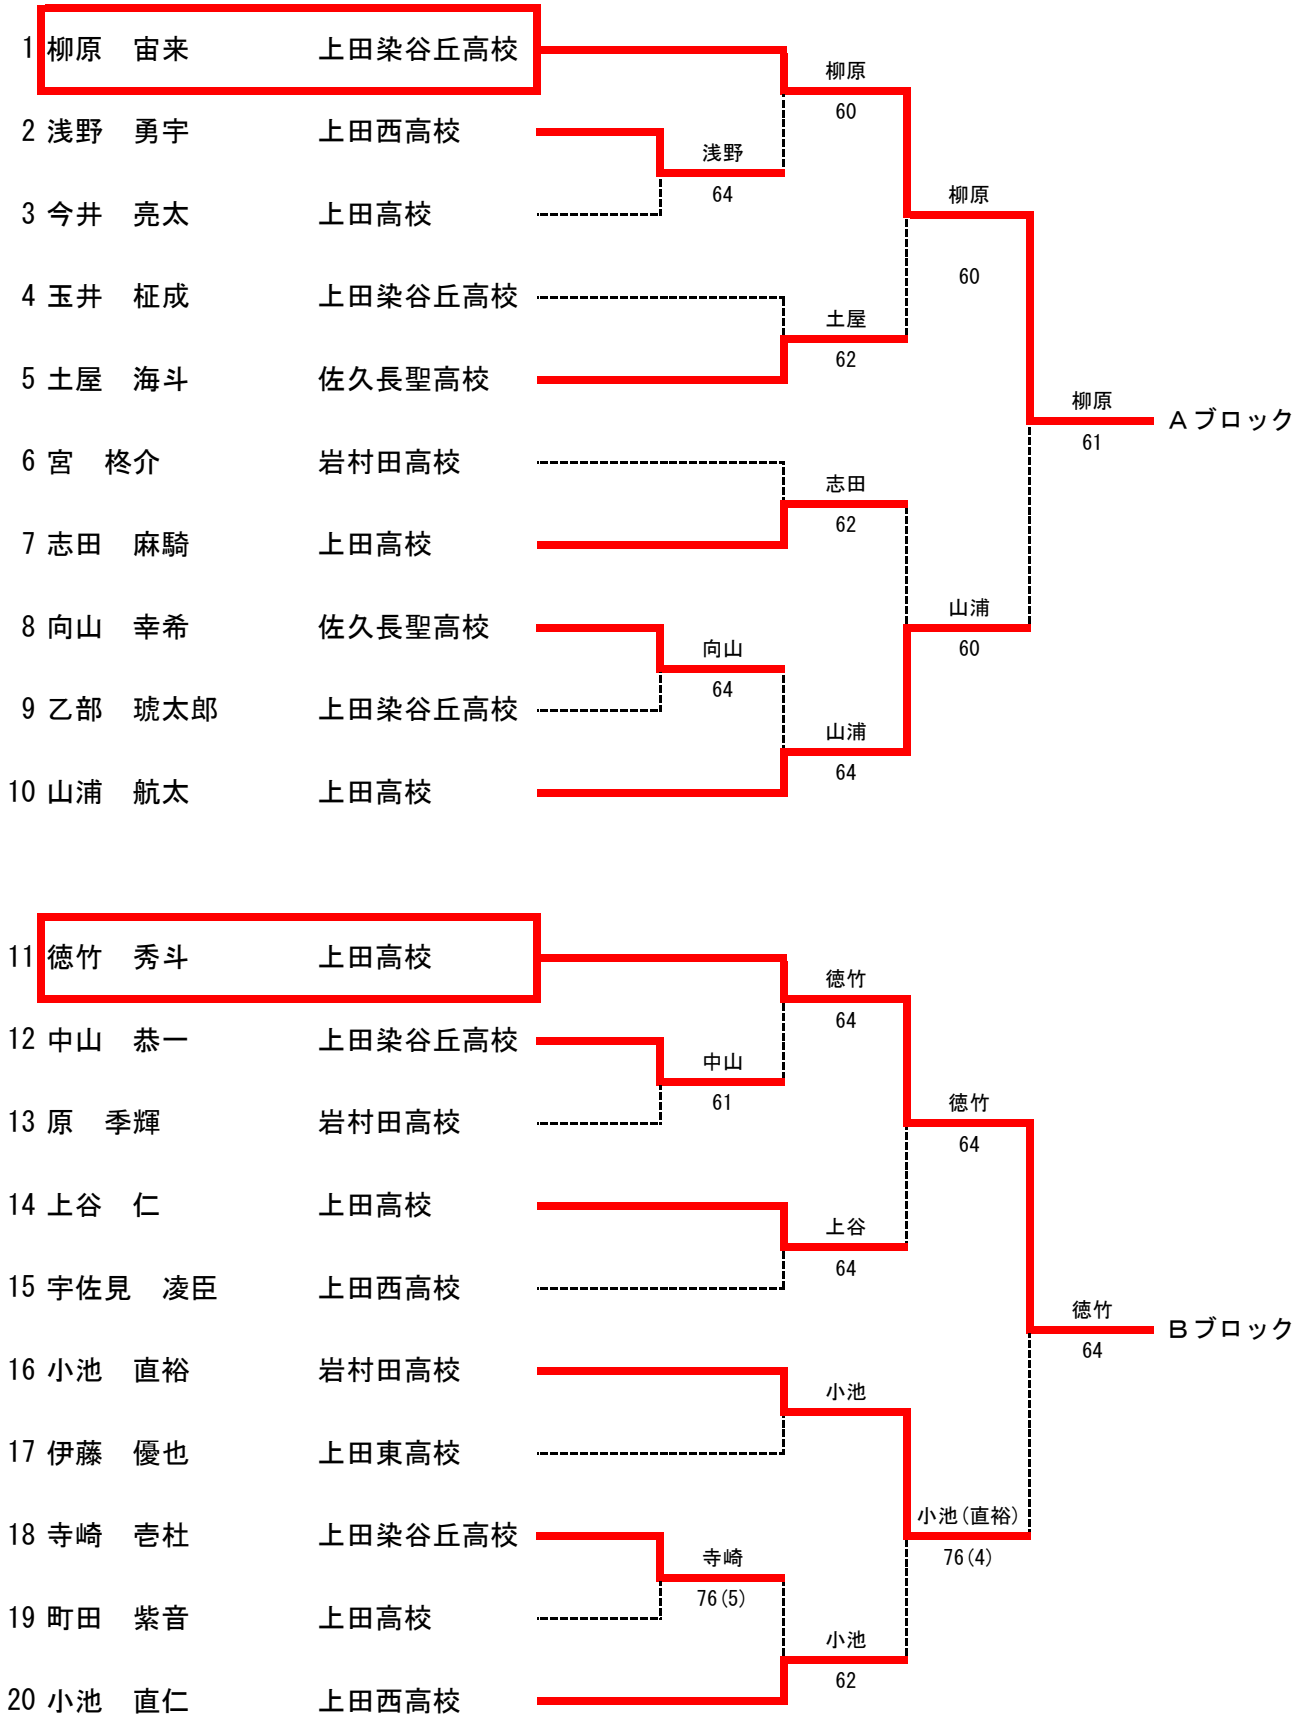 1 柳原　宙来　上田染谷丘高校
柳原
60
2 浅野　勇宇　上田西高校
浅野
64
柳原
3 今井　亮太　上田高校
60
4 玉井　柾成　上田染谷丘高校
土屋
62
5 土屋　海斗　佐久長聖高校
柳原
61
Aブロック
6 宮　柊介　岩村田高校
志田
62
7 志田　麻騎　上田高校
山浦
60
8 向山　幸希　佐久長聖高校
向山
64
9 乙部　琥太郎　上田染谷丘高校
山浦
64
10 山浦　航太　上田高校
11 徳竹　秀斗　上田高校
徳竹
64
12 中山　恭一　上田染谷丘高校
中山
61
徳竹
64
13 原　季輝　岩村田高校
14 上谷　仁　上田高校
上谷
64
15 宇佐見　凌臣　上田西高校
徳竹
64
Bブロック
16 小池　直裕　岩村田高校
小池
17 伊藤　優也　上田東高校
小池(直裕)
76(4)
18 寺崎　壱杜　上田染谷丘高校
寺崎
76(5)
19 町田　紫音　上田高校
小池
62
20 小池　直仁　上田西高校